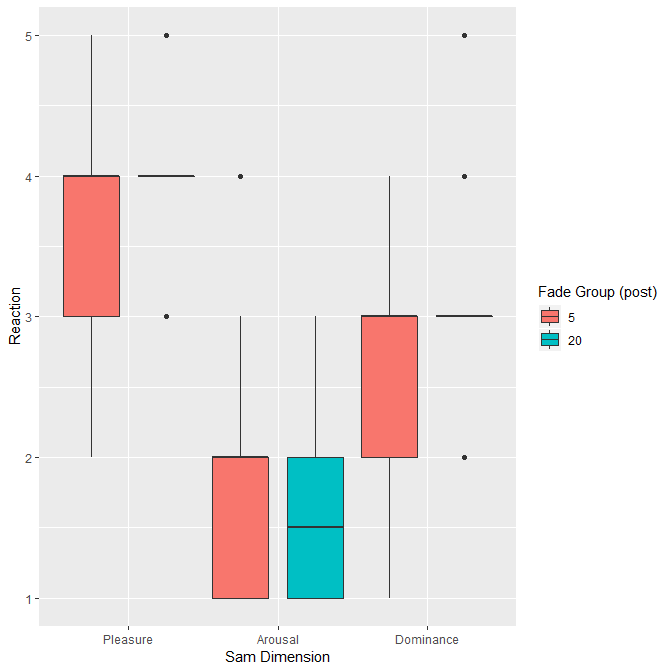 5
4
3
2
1
Reaction
Pleasure
Arousal
Dominance
Sam Dimension
Fade Group (post)
5
20